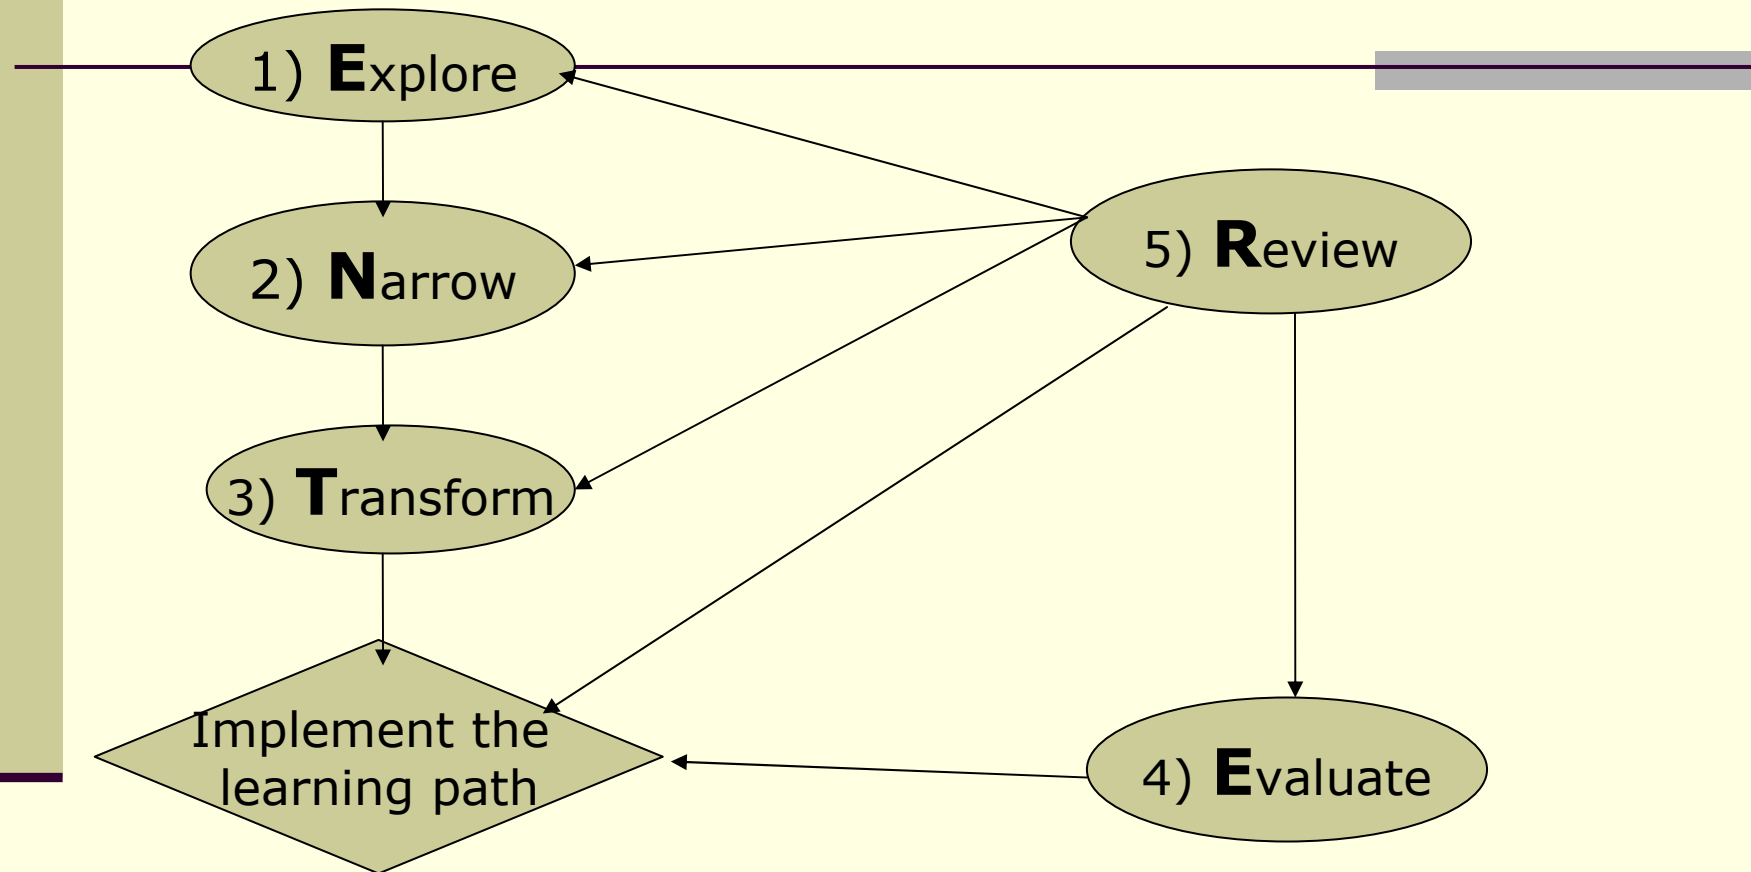 1) Explore
5) Review
2) Narrow
3) Transform
Implement the
learning path
4) Evaluate